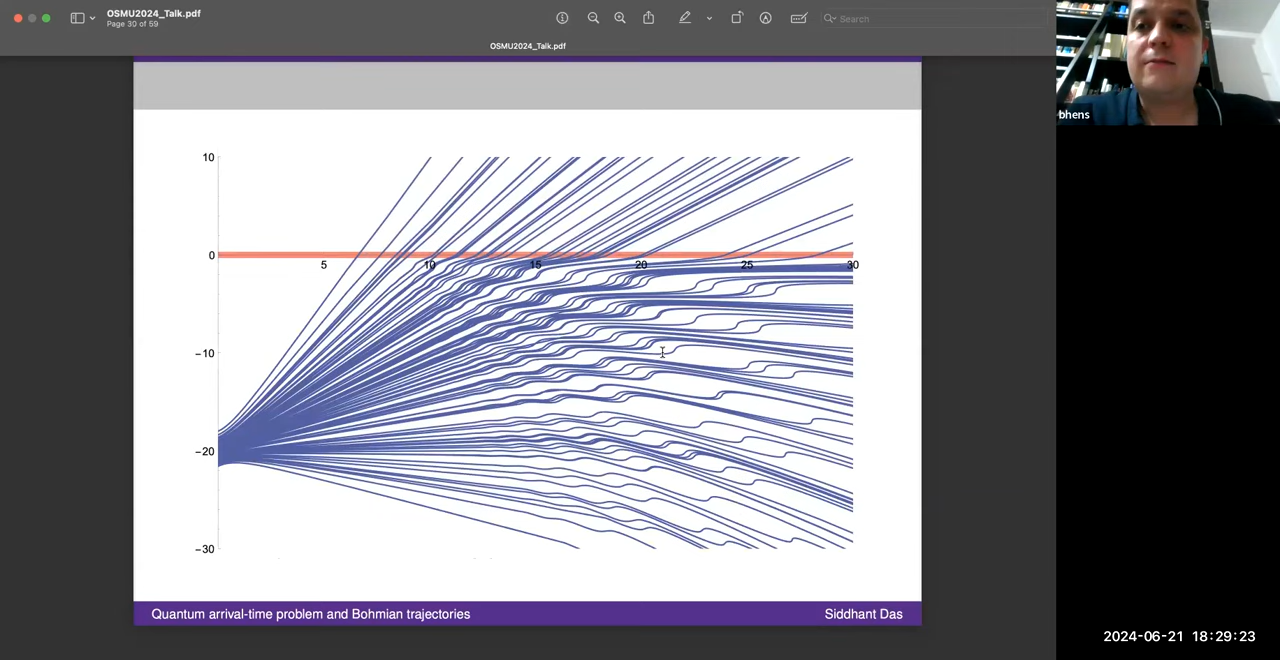 OSMU2024_Talk.pdf
Page 30 of 59
Search
OSMU2024_Talk.pdf
bhens
10
0
5
10
15
20
25
30
−10
−20
−30
Quantum arrival-time problem and Bohmian trajectories
Siddhant Das
2024-06-21 18:29:23